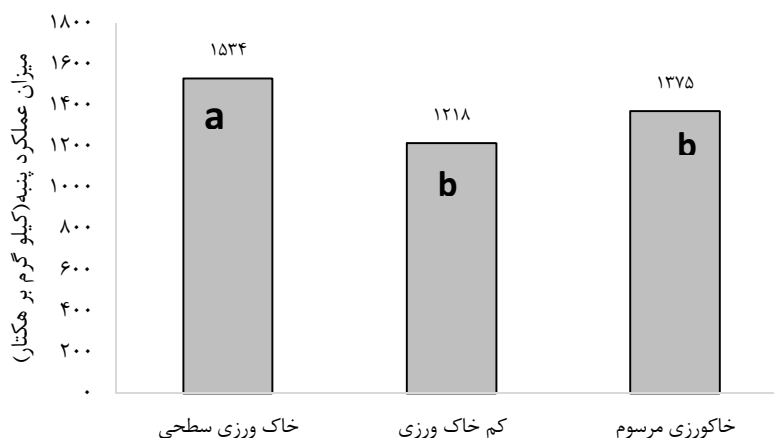 میزان عملکرد پنبه(کیلو گرم بر هکتار)
۱۸۰۰
۱۶۰۰
۱۴۰۰
۱۲۰۰
۱۰۰۰
۸۰۰
۶۰۰
۴۰۰
۲۰۰
۰
۱۵۳۴
۱۲۱۸
۱۳۷۵
a
b
b
خاک ورزی سطحی
کم خاک ورزی
خاکورزی مرسوم